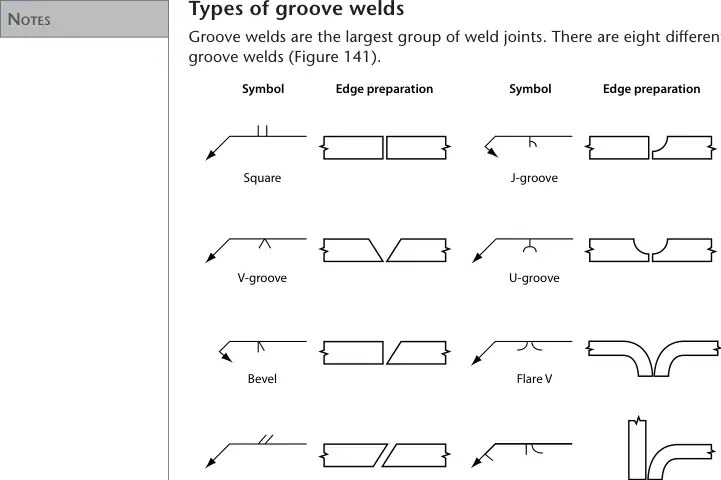 NOTES
Types of groove welds
Groove welds are the largest group of weld joints. There are eight differen
groove welds (Figure 141).
Symbol Edge preparation Symbol Edge preparation
Square J-groove
V-groove U-groove
Bevel Flare V